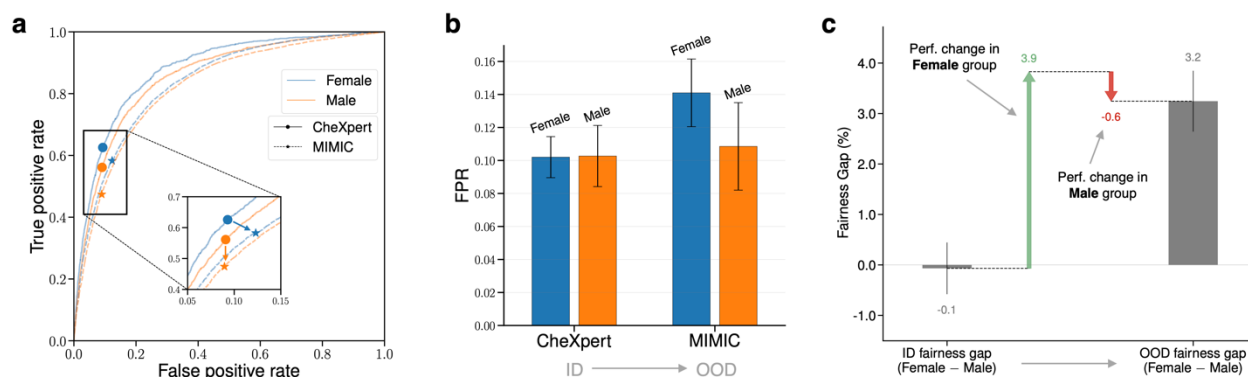 a
True positive rate
1.0
0.8
0.6
0.4
0.2
0.0
0.0
0.2
0.4
0.6
0.8
1.0
False positive rate
Female
Male
CheXpert
MIMIC
0.7
0.6
0.5
0.4
0.05
0.10
0.15
b
FPR
0.16
0.14
0.12
0.10
0.08
0.06
0.04
0.02
0.00
Female
Male
Female
Male
CheXpert
MIMIC
ID
OOD
c
Fairness Gap (%)
4.0
3.0
2.0
1.0
0.0
-1.0
Perf. change in
Female group
3.9
-0.6
3.2
Perf. change in
Male group
-0.1
ID fairness gap
(Female − Male)
OOD fairness gap
(Female − Male)